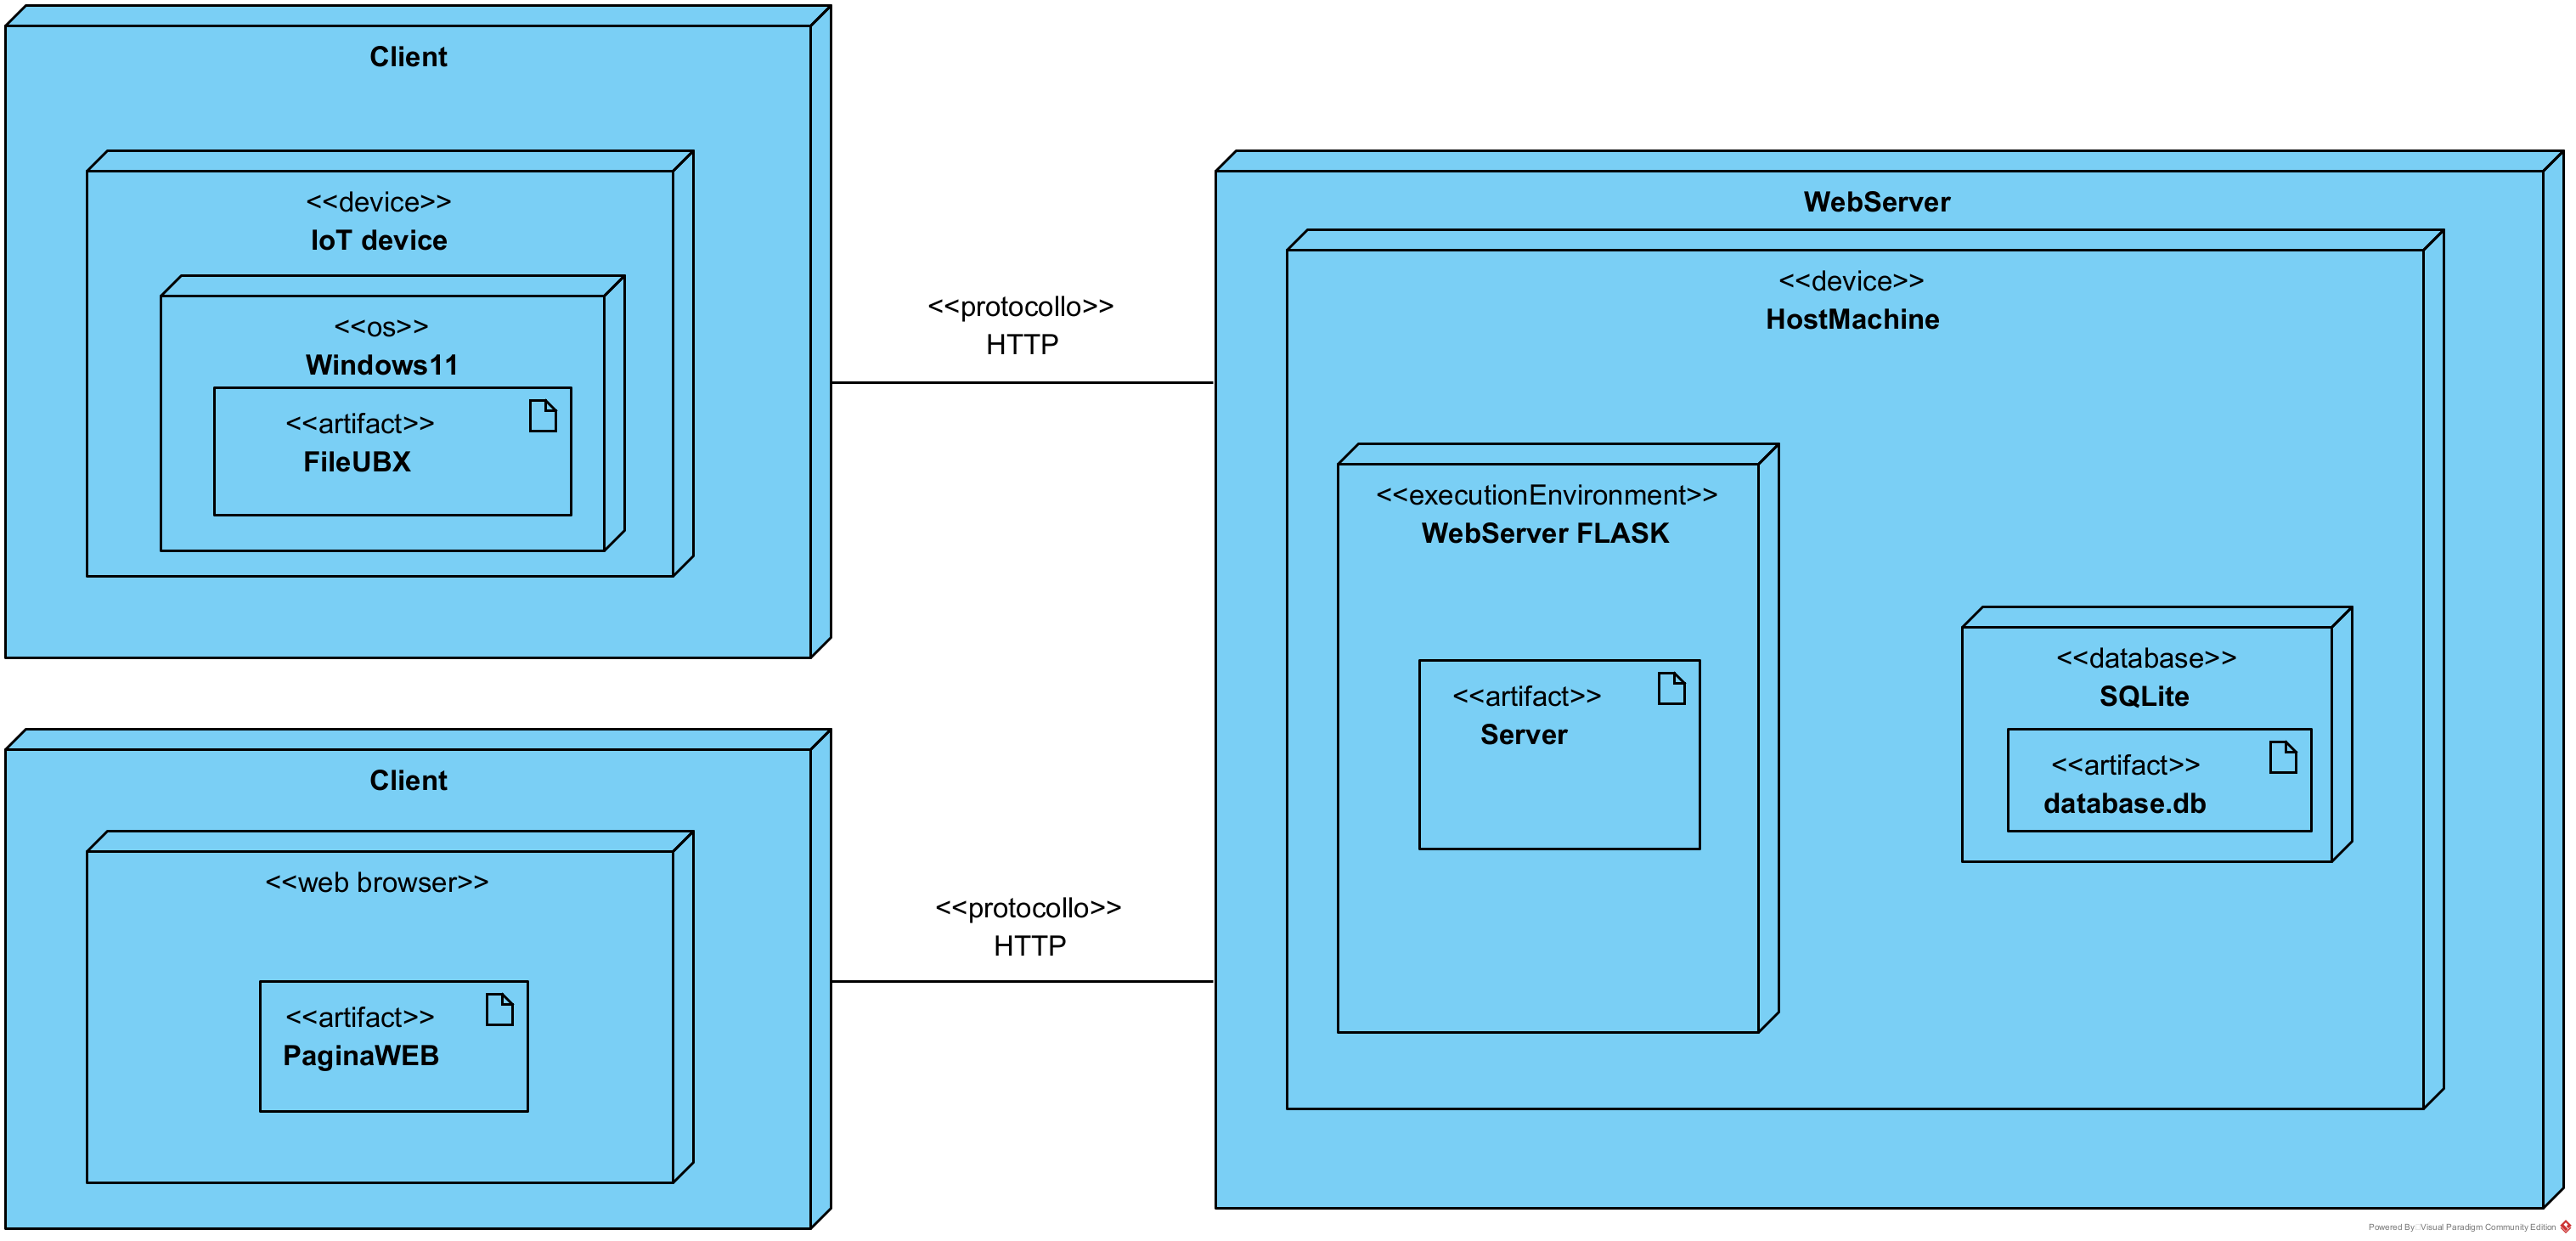 Client
<<device>>
IoT device
<<os>>
Windows11
<<artifact>>
FileUBX
<<protocollo>>
HTTP
WebServer
<<device>>
HostMachine
<<executionEnvironment>>
WebServer FLASK
<<artifact>>
Server
<<database>>
SQLite
<<artifact>>
database.db
Client
<<web browser>>
<<artifact>>
PaginaWEB
<<protocollo>>
HTTP
Powered By Visual Paradigm Community Edition